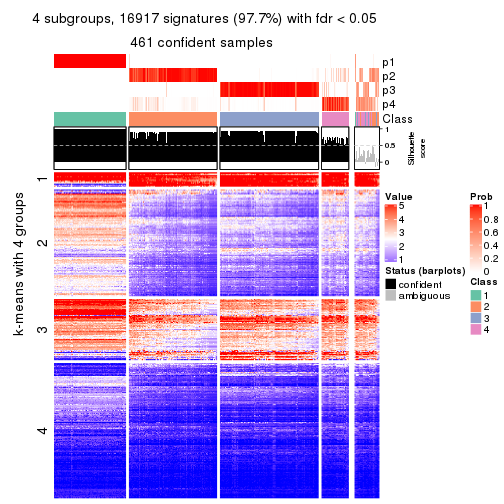 4 subgroups, 16917 signatures (97.7%) with fdr < 0.05
461 confident samples
p1
p2
p3
p4
Class
1
0.5
0
Silhouette
score
k-means with 4 groups
1
2
3
4
Value
5
4
3
2
1
Status (barplots)
confident
ambiguous
Prob
1
0.8
0.6
0.4
0.2
0
Class
1
2
3
4